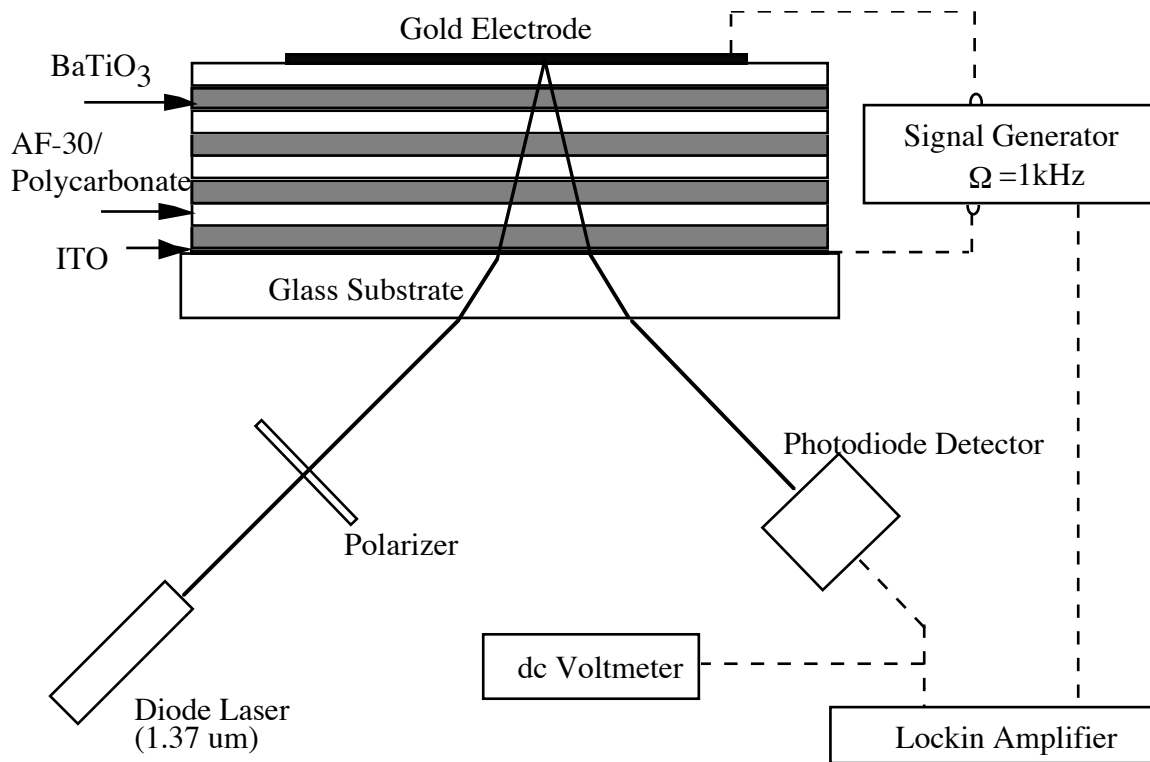 Gold Electrode
BaTiO3
AF-30/
Polycarbonate
ITO
Glass Substrate
Signal Generator
Ω =1kHz
Photodiode Detector
Polarizer
dc Voltmeter
Diode Laser
(1.37 um)
Lockin Amplifier